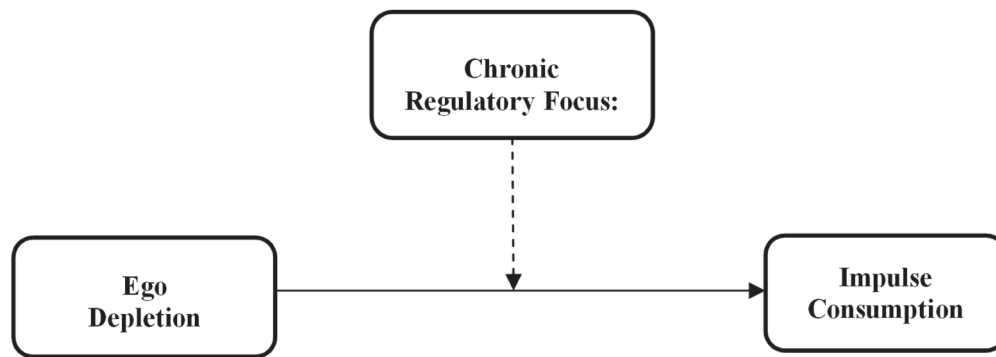 Chronic
Regulatory Focus:
Ego
Depletion
Impulse
Consumption